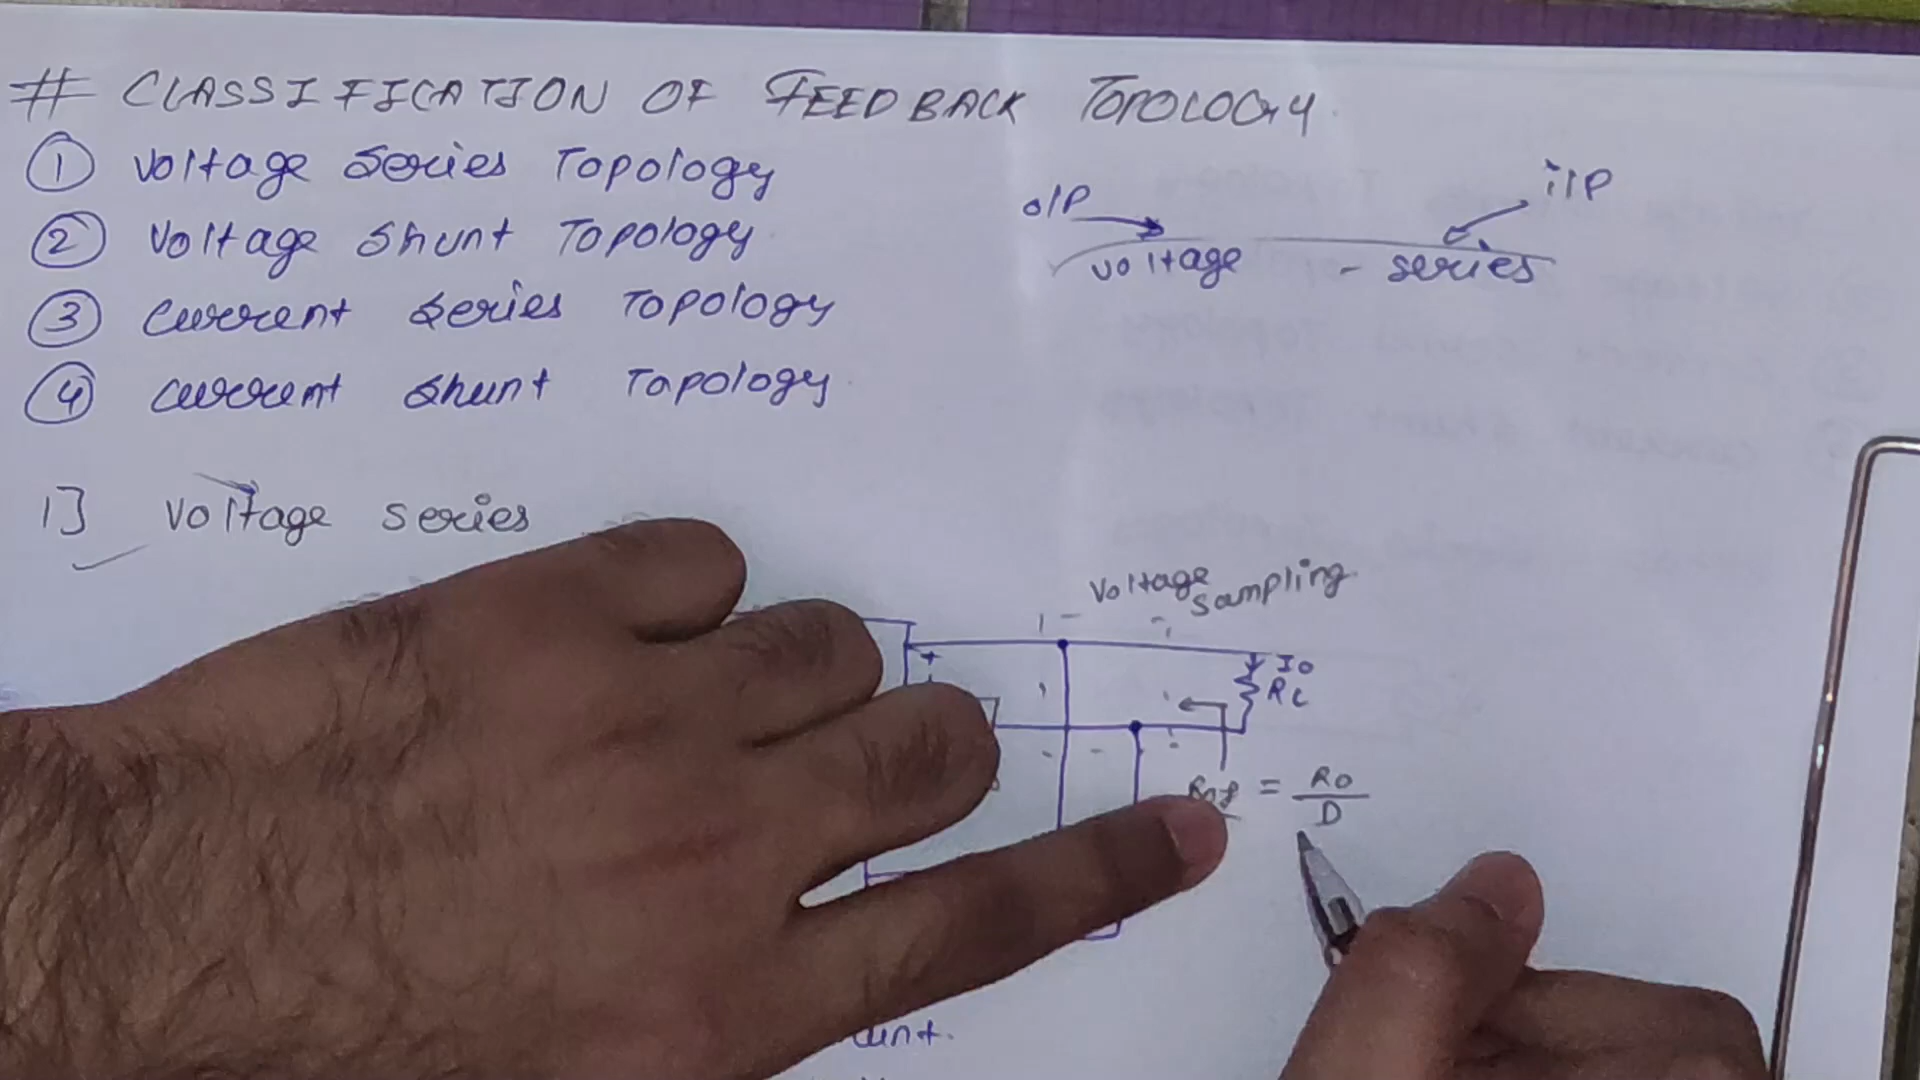 # CLASSIFICATION OF FEEDBACK TOPOLOGY
① Voltage Series Topology
② Voltage Shunt Topology
③ Current Series Topology
④ Current Shunt Topology
o/P
i/P
voltage - series
1] Voltage series
Voltage Sampling
+
Io
RL
Rof = Ro/D